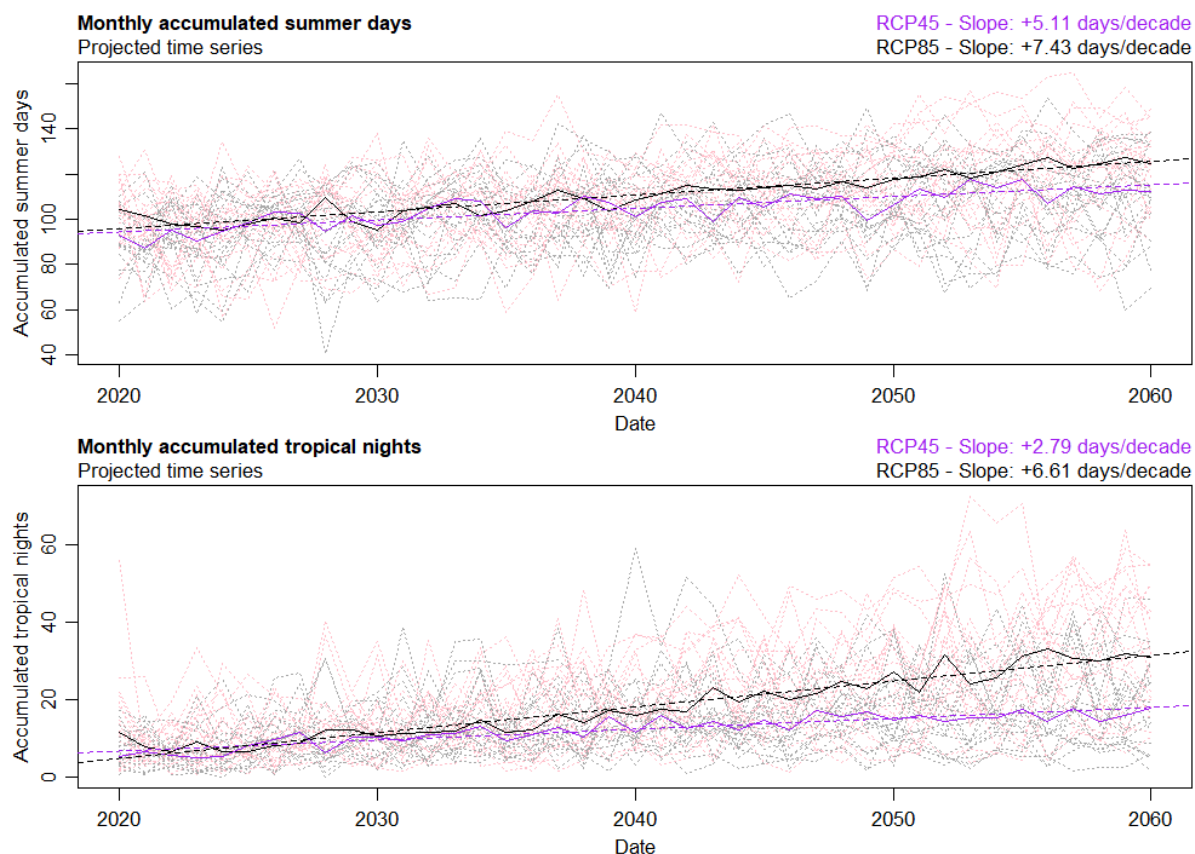 Monthly accumulated summer days
Projected time series
RCP45 - Slope: +5.11 days/decade
RCP85 - Slope: +7.43 days/decade
Accumulated summer days
140
100
80
60
40
2020
2030
2040
2050
2060
Date
Monthly accumulated tropical nights
Projected time series
RCP45 - Slope: +2.79 days/decade
RCP85 - Slope: +6.61 days/decade
Accumulated tropical nights
60
40
20
0
2020
2030
2040
2050
2060
Date